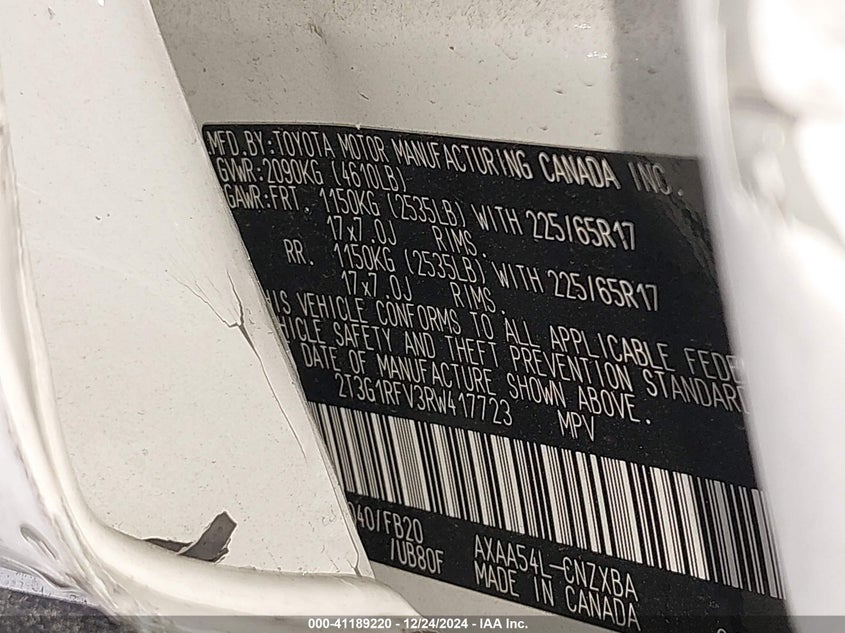 MFD.BY:TOYOTA MOTOR MANUFACTURING CANADA INC.
GVWR:2090KG (4610LB)
GAWR:FRT. 1150KG (2535LB) WITH 225/65R17
17x7.0J RIMS.
RR. 1150KG (2535LB) WITH 225/65R17
17x7.0J RIMS.
HIS VEHICLE CONFORMS TO ALL APPLICABLE FEDE
HICLE SAFETY AND THEFT PREVENTION STANDAR
DATE OF MANUFACTURE SHOWN ABOVE.
2T3G1RFV3RW417723 MPV
040/FB20 AXAA54L-CNZXBA
/UB80F MADE IN CANADA
000-41189220 - 12/24/2024 - IAA Inc.